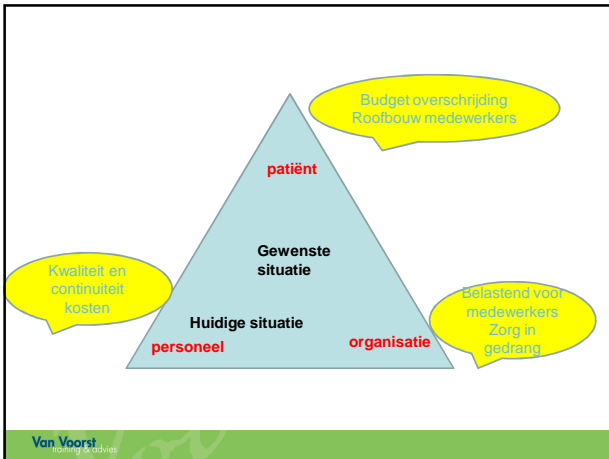 Budget overschrijding
Roofbouw medewerkers
patiënt
Gewenste
situatie
Kwaliteit en
continuiteit
kosten
Huidige situatie
personeel
organisatie
Belastend voor
medewerkers
Zorg in
gedrang
Van Voorst
training & advies